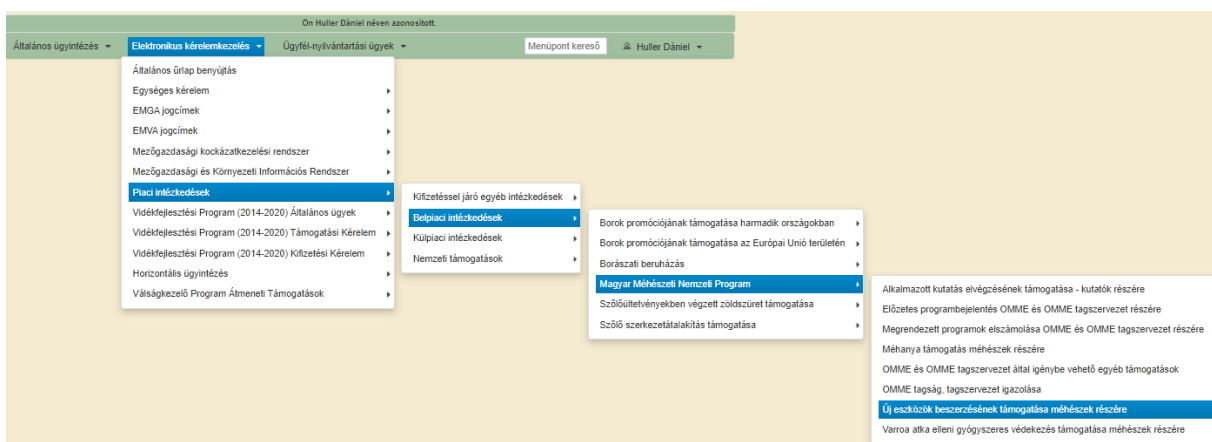 Ön Huller Dániel néven azonosított.
Általános ügyintézés
Elektronikus kérelemkezelés
Ügyfél-nyilvántartási ügyek
Menüpont kereső
Huller Dániel
Általános űrlap benyújtás
Egységes kérelem
EMGA jogcímek
EMVA jogcímek
Mezőgazdasági kockázatkezelési rendszer
Mezőgazdasági és Környezeti Információs Rendszer
Piaci intézkedések
Vidékfejlesztési Program (2014-2020) Általános ügyek
Vidékfejlesztési Program (2014-2020) Támogatási Kérelem
Vidékfejlesztési Program (2014-2020) Kifizetési Kérelem
Horizontális ügyintézés
Válságkezelő Program Átmeneti Támogatások
Kifizetéssel járó egyéb intézkedések
Belpiaci intézkedések
Külpiaci intézkedések
Nemzeti támogatások
Borok promóciójának támogatása harmadik országokban
Borok promóciójának támogatása az Európai Unió területén
Borászati beruházás
Magyar Méhészeti Nemzeti Program
Szőlőültetvényekben végzett zöldszüret támogatása
Szőlő szerkezetátalakítás támogatása
Alkalmazott kutatás elvégzésének támogatása - kutatók részére
Előzetes programbejelentés OMME és OMME tagszervezet részére
Megrendezett programok elszámolása OMME és OMME tagszervezet részére
Méhanya támogatás méhészek részére
OMME és OMME tagszervezet által igénybe vehető egyéb támogatások
OMME tagság, tagszervezet igazolása
Új eszközök beszerzésének támogatása méhészek részére
Varroa atka elleni gyógyszeres védekezés támogatása méhészek részére